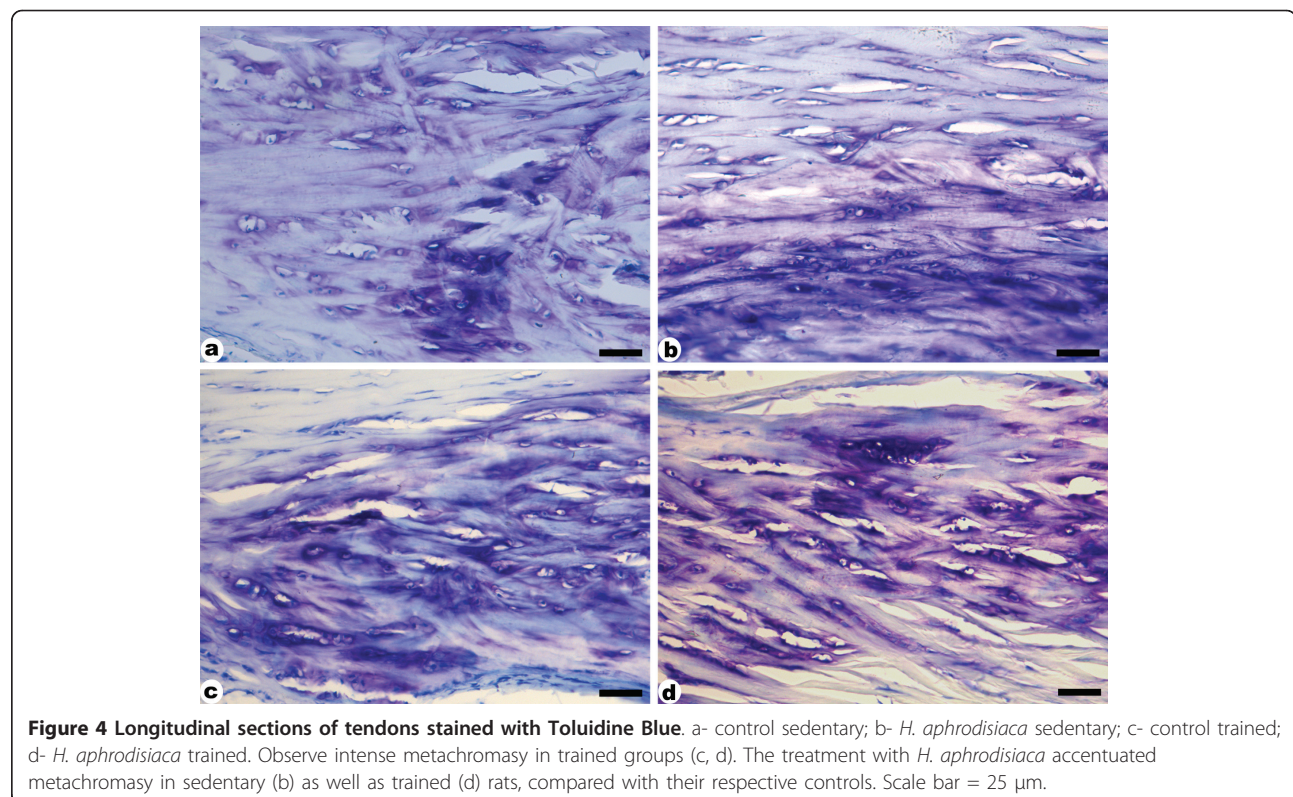 a
b
c
d
Figure 4 Longitudinal sections of tendons stained with Toluidine Blue. a- control sedentary; b- H. aphrodisiaca sedentary; c- control trained;
d- H. aphrodisiaca trained. Observe intense metachromasy in trained groups (c, d). The treatment with H. aphrodisiaca accentuated
metachromasy in sedentary (b) as well as trained (d) rats, compared with their respective controls. Scale bar = 25 μm.